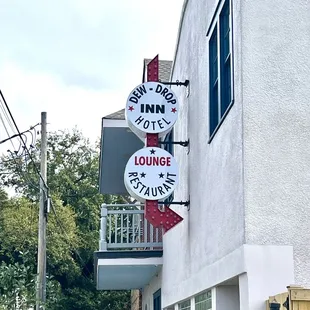 DEW - DROP
INN
HOTEL
LOUNGE
RESTAURANT